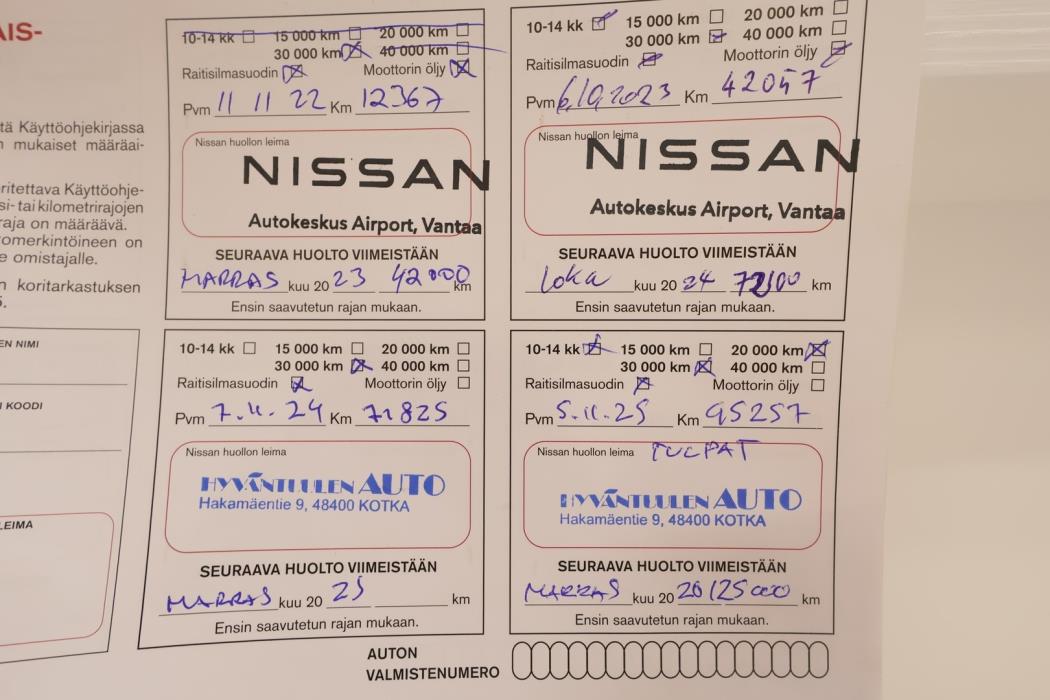 AIS-
tä Käyttöohjekirjassa
n mukaiset määräai-
ritettava Käyttöohje-
si- tai kilometrirajojen
raja on määräävä.
omerkintöineen on
e omistajalle.
n koritarkastuksen
5.
EN NIMI
I KOODI
LEIMA
10-14 kk 15 000 km 20 000 km
30 000 km 40 000 km
Raitisilmasuodin Moottorin öljy
Pvm 11 11 22 Km 12367
Nissan huollon leima
NISSAN
Autokeskus Airport, Vantaa
SEURAAVA HUOLTO VIIMEISTÄÄN
MARRAS kuu 20 23 42000 km
Ensin saavutetun rajan mukaan.
10-14 kk 15 000 km 20 000 km
30 000 km 40 000 km
Raitisilmasuodin Moottorin öljy
Pvm 6/10 2023 Km 42057
Nissan huollon leima
NISSAN
Autokeskus Airport, Vantaa
SEURAAVA HUOLTO VIIMEISTÄÄN
Loka kuu 20 24 km
Ensin saavutetun rajan mukaan.
10-14 kk 15 000 km 20 000 km
30 000 km 40 000 km
Raitisilmasuodin Moottorin öljy
Pvm 7.11.24 Km 71825
Nissan huollon leima
HYVÄNTUULEN AUTO
Hakamäentie 9, 48400 KOTKA
SEURAAVA HUOLTO VIIMEISTÄÄN
MARRAS kuu 20 25 km
Ensin saavutetun rajan mukaan.
10-14 kk 15 000 km 20 000 km
30 000 km 40 000 km
Raitisilmasuodin Moottorin öljy
Pvm 5.11.25 Km 95257
Nissan huollon leima TULPAT
HYVÄNTUULEN AUTO
Hakamäentie 9, 48400 KOTKA
SEURAAVA HUOLTO VIIMEISTÄÄN
MARRAS kuu 20 26 125000 km
Ensin saavutetun rajan mukaan.
AUTON
VALMISTENUMERO